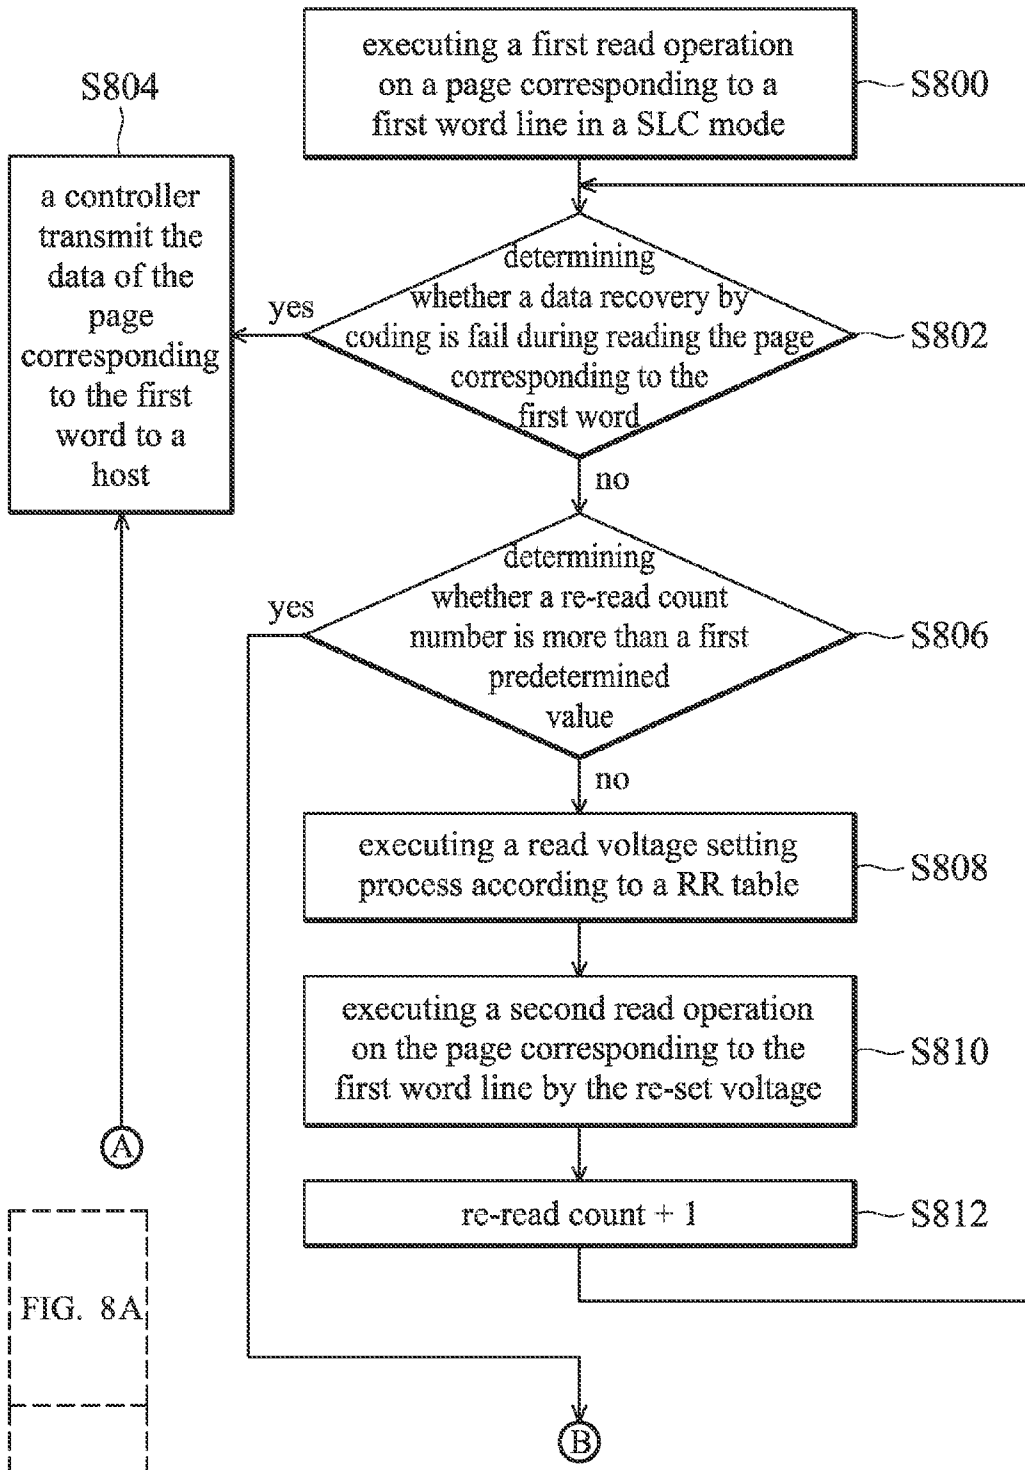 executing a first read operation
on a page corresponding to a
first word line in a SLC mode
S800
S804
a controller
transmit the
data of the
page
corresponding
to the first
word to a
host
determining
whether a data recovery by
coding is fail during reading the page
corresponding to the
first word
yes
S802
no
determining
whether a re-read count
number is more than a first
predetermined
value
yes
S806
no
executing a read voltage setting
process according to a RR table
S808
executing a second read operation
on the page corresponding to the
first word line by the re-set voltage
S810
A
re-read count + 1
S812
FIG. 8A
B